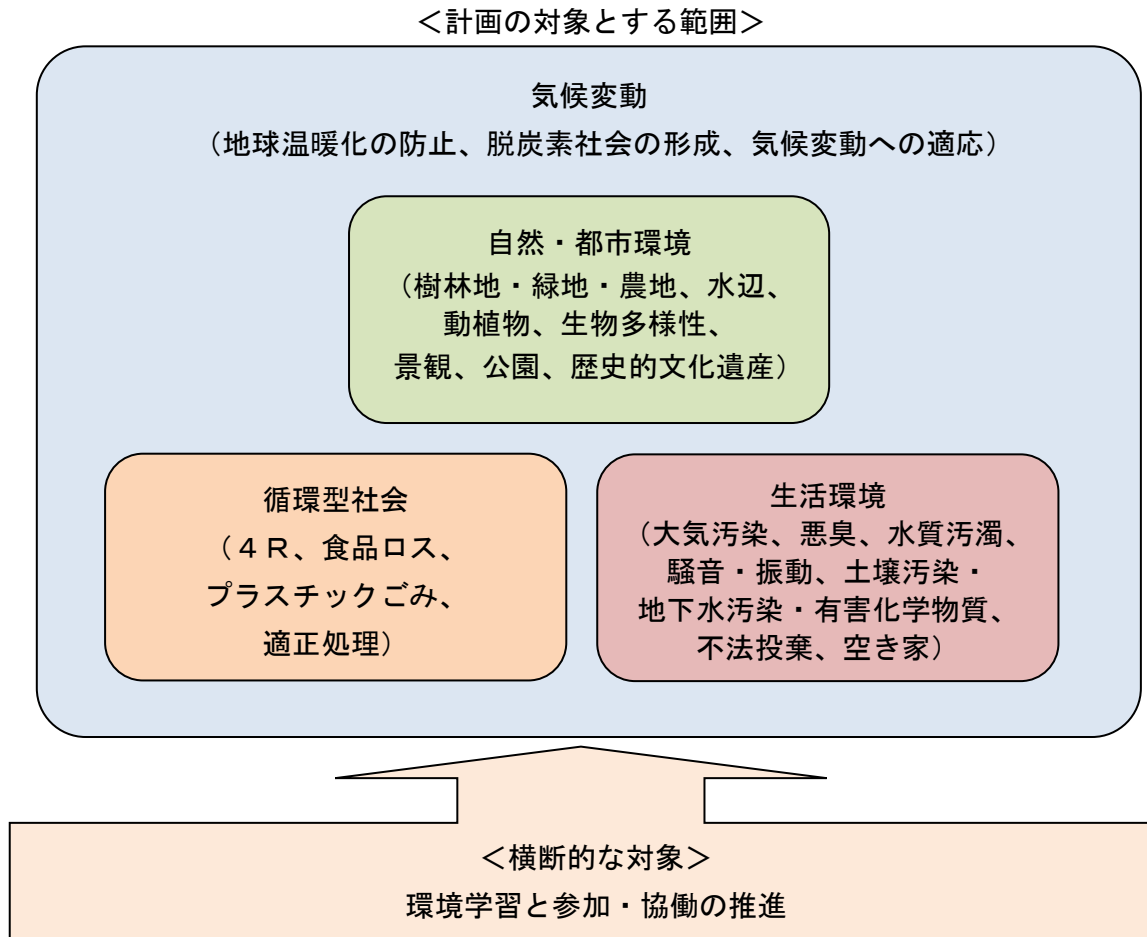 ＜計画の対象とする範囲＞
気候変動
（地球温暖化の防止、脱炭素社会の形成、気候変動への適応）
自然・都市環境
（樹林地・緑地・農地、水辺、
動植物、生物多様性、
景観、公園、歴史的文化遺産）
循環型社会
（４Ｒ、食品ロス、
プラスチックごみ、
適正処理）
生活環境
（大気汚染、悪臭、水質汚濁、
騒音・振動、土壌汚染・
地下水汚染・有害化学物質、
不法投棄、空き家）
＜横断的な対象＞
環境学習と参加・協働の推進